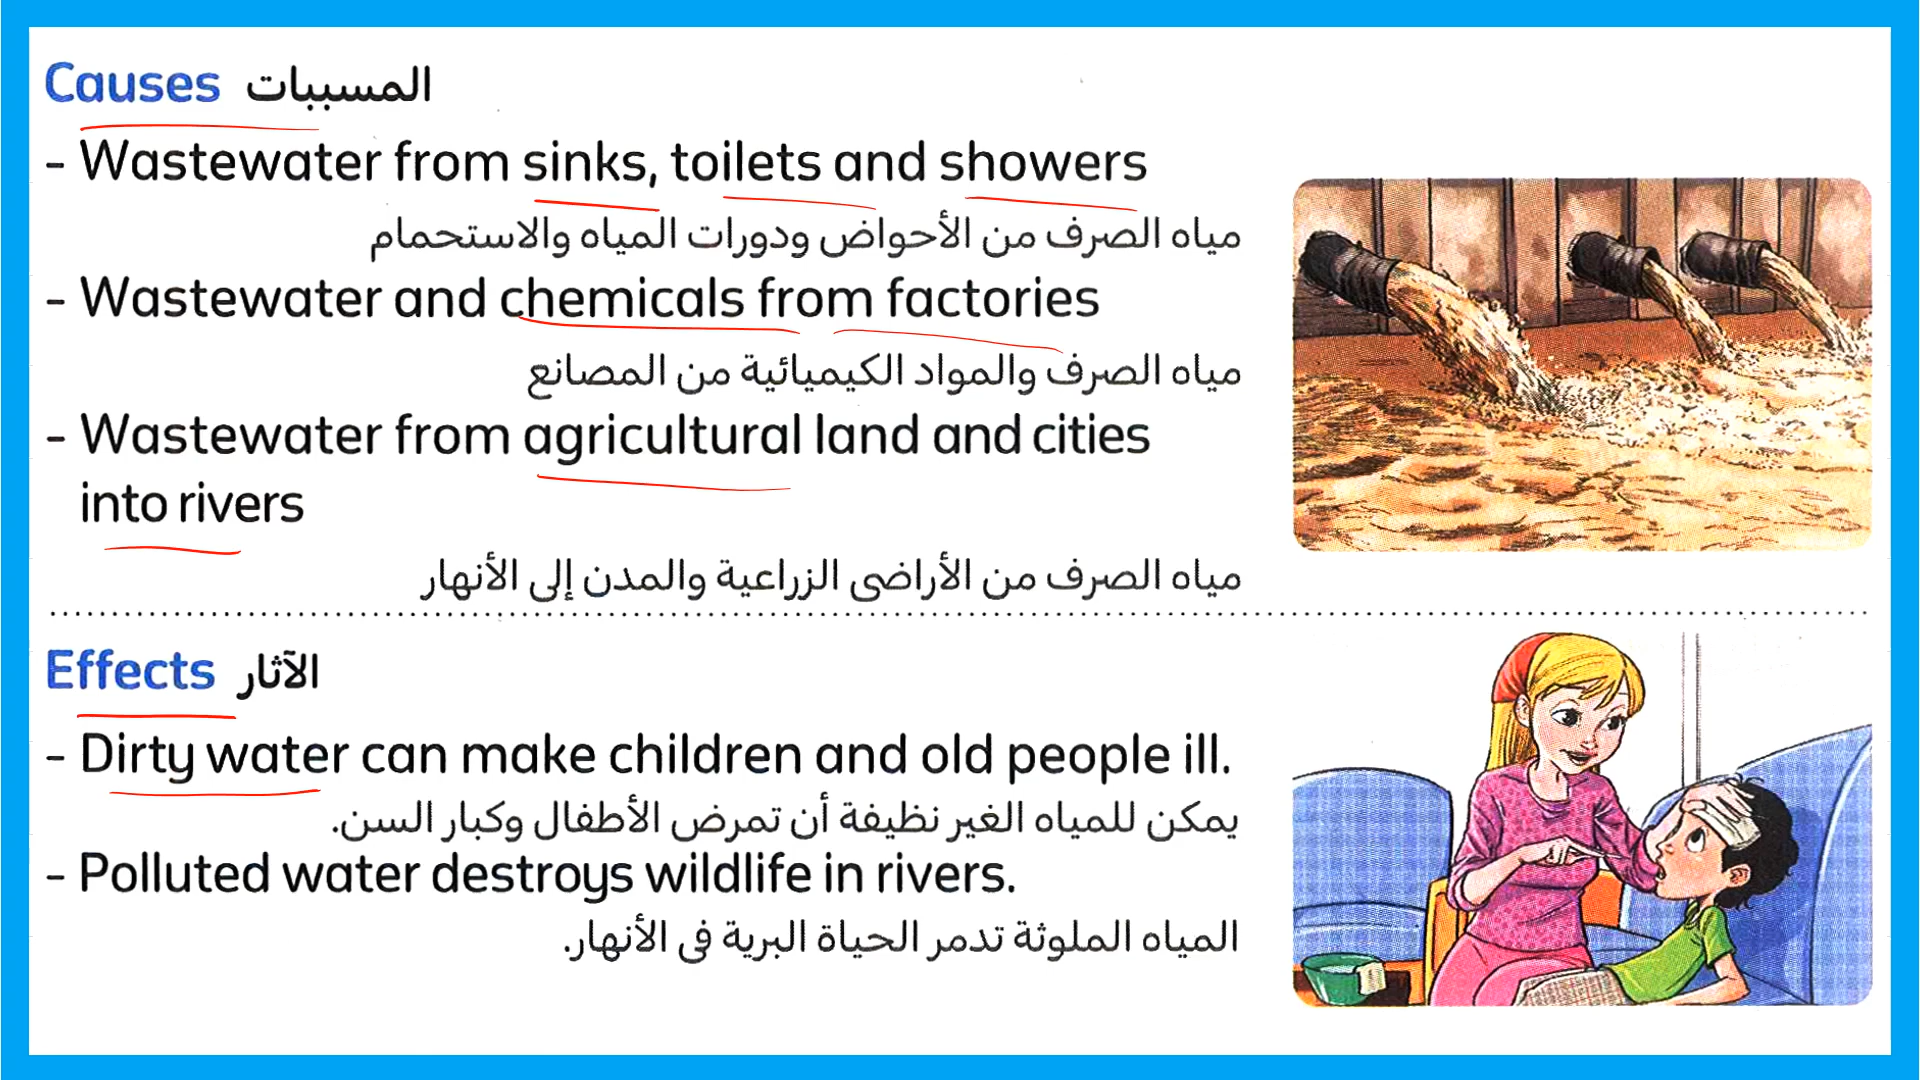 Causes المسببات
- Wastewater from sinks, toilets and showers
مياه الصرف من الأحواض ودورات المياه والاستحمام
- Wastewater and chemicals from factories
مياه الصرف والمواد الكيميائية من المصانع
- Wastewater from agricultural land and cities
into rivers
مياه الصرف من الأراضى الزراعية والمدن إلى الأنهار
Effects الآثار
- Dirty water can make children and old people ill.
يمكن للمياه الغير نظيفة أن تمرض الأطفال وكبار السن.
- Polluted water destroys wildlife in rivers.
المياه الملوثة تدمر الحياة البرية فى الأنهار.